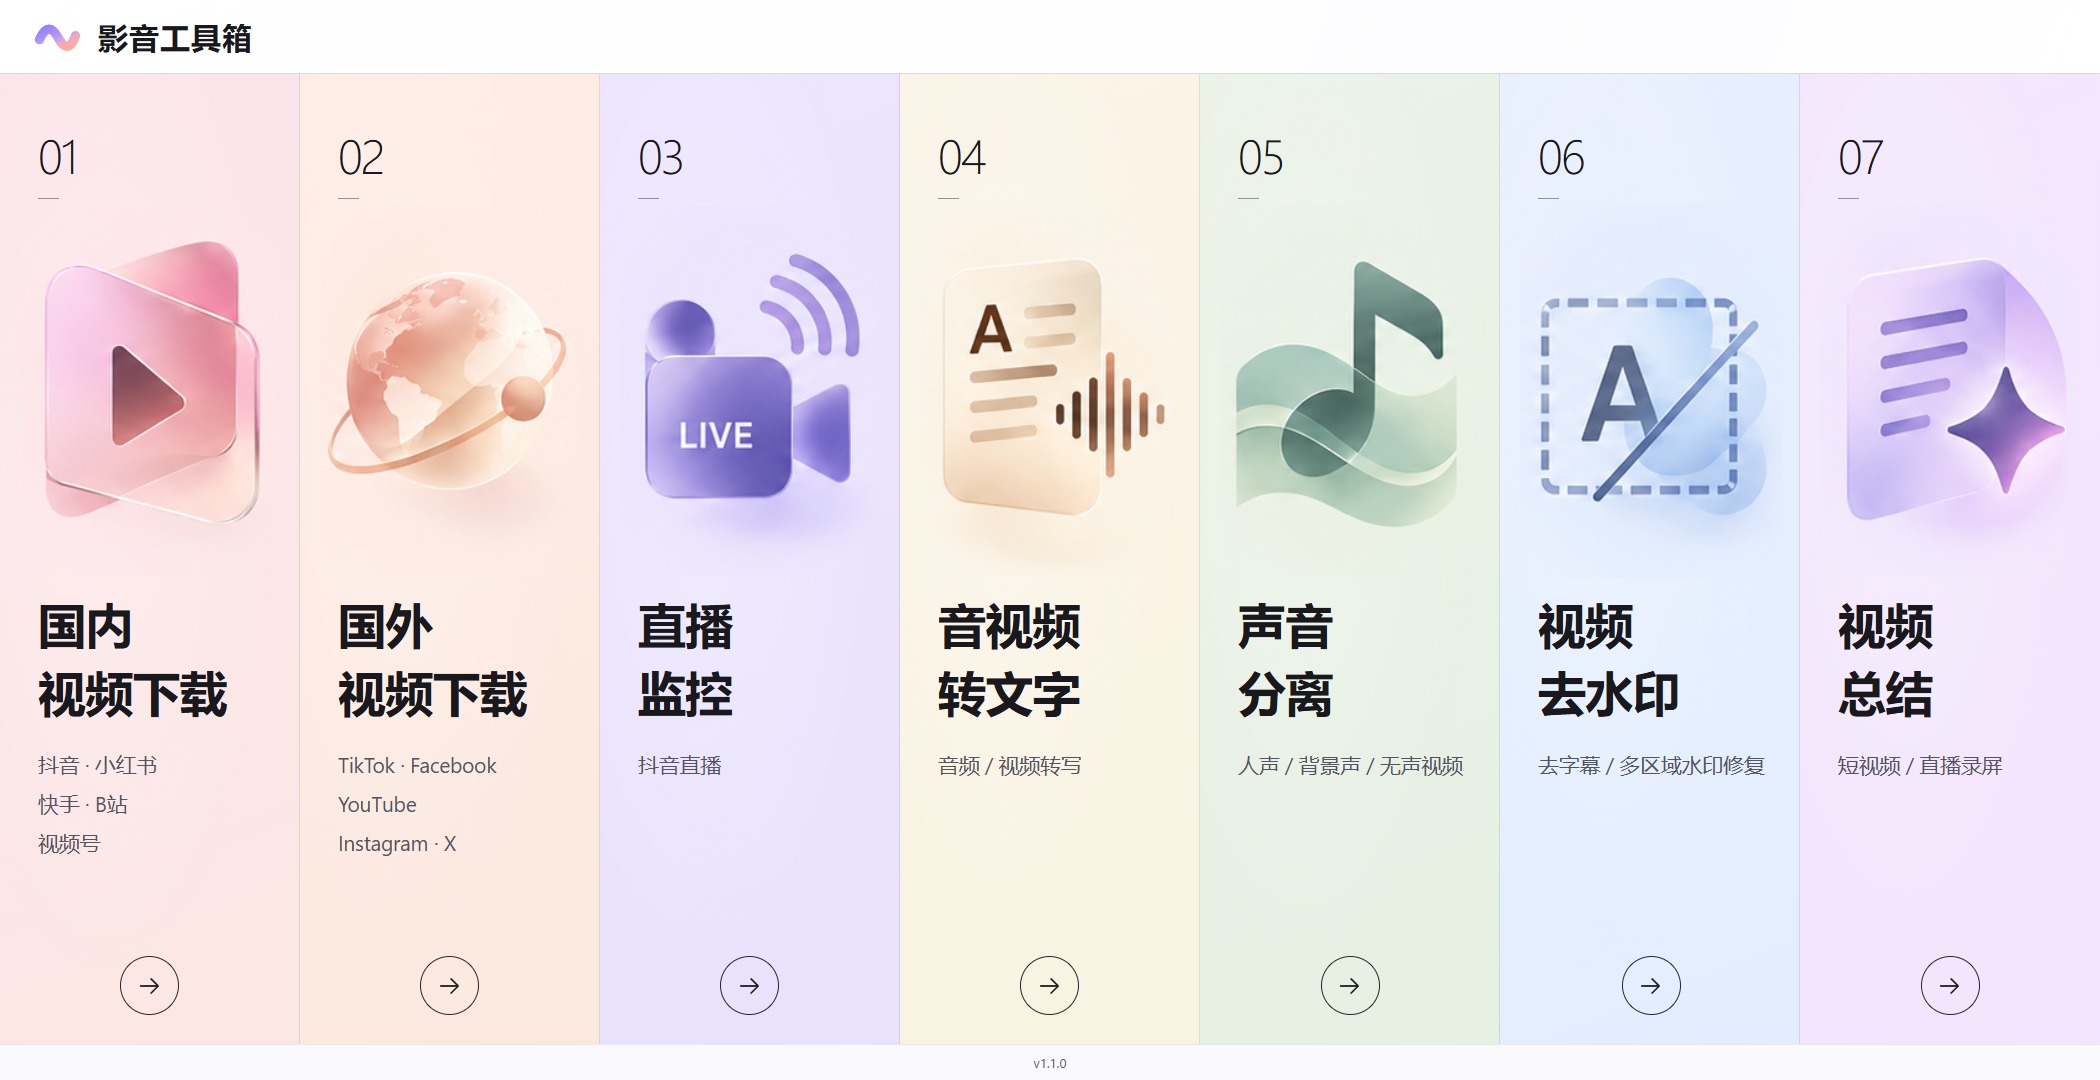 影音工具箱
01
国内
视频下载
抖音 · 小红书
快手 · B站
视频号
02
国外
视频下载
TikTok · Facebook
YouTube
Instagram · X
03
LIVE
直播
监控
抖音直播
04
A
音视频
转文字
音频 / 视频转写
05
声音
分离
人声 / 背景声 / 无声视频
06
A
视频
去水印
去字幕 / 多区域水印修复
07
视频
总结
短视频 / 直播录屏
v1.1.0